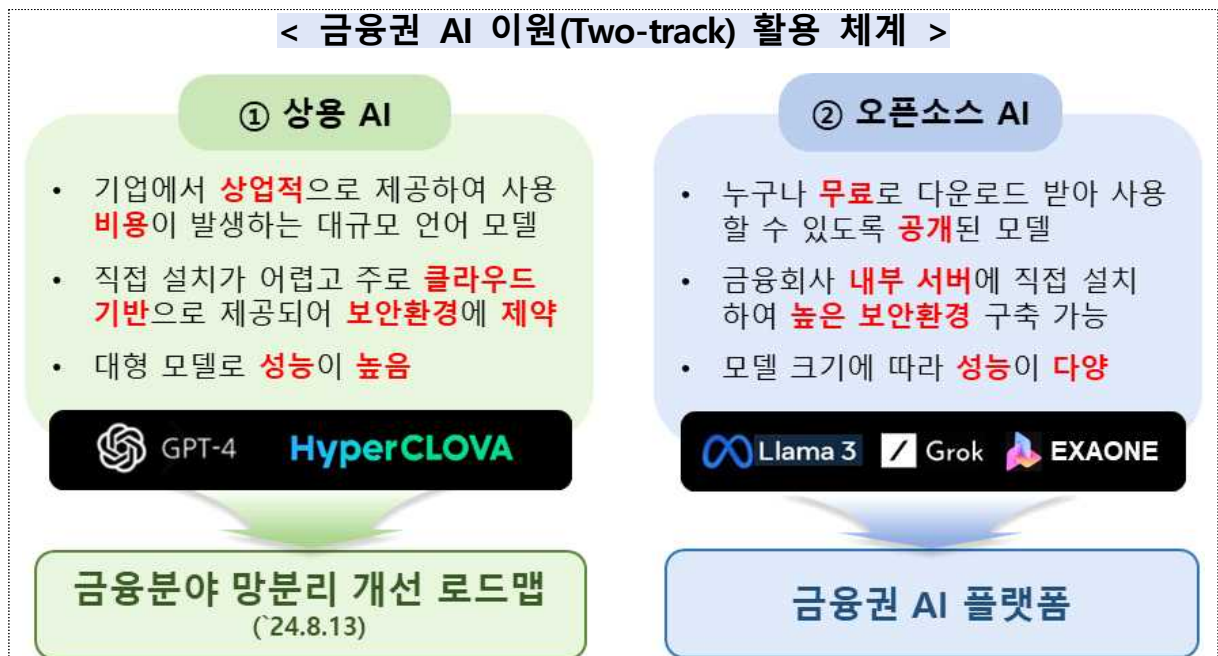 < 금융권 AI 이원(Two-track) 활용 체계 >
① 상용 AI
• 기업에서 상업적으로 제공하여 사용
비용이 발생하는 대규모 언어 모델
• 직접 설치가 어렵고 주로 클라우드
기반으로 제공되어 보안환경에 제약
• 대형 모델로 성능이 높음
GPT-4 HyperCLOVA
금융분야 망분리 개선 로드맵
(`24.8.13)
② 오픈소스 AI
• 누구나 무료로 다운로드 받아 사용
할 수 있도록 공개된 모델
• 금융회사 내부 서버에 직접 설치
하여 높은 보안환경 구축 가능
• 모델 크기에 따라 성능이 다양
Llama 3 Grok EXAONE
금융권 AI 플랫폼